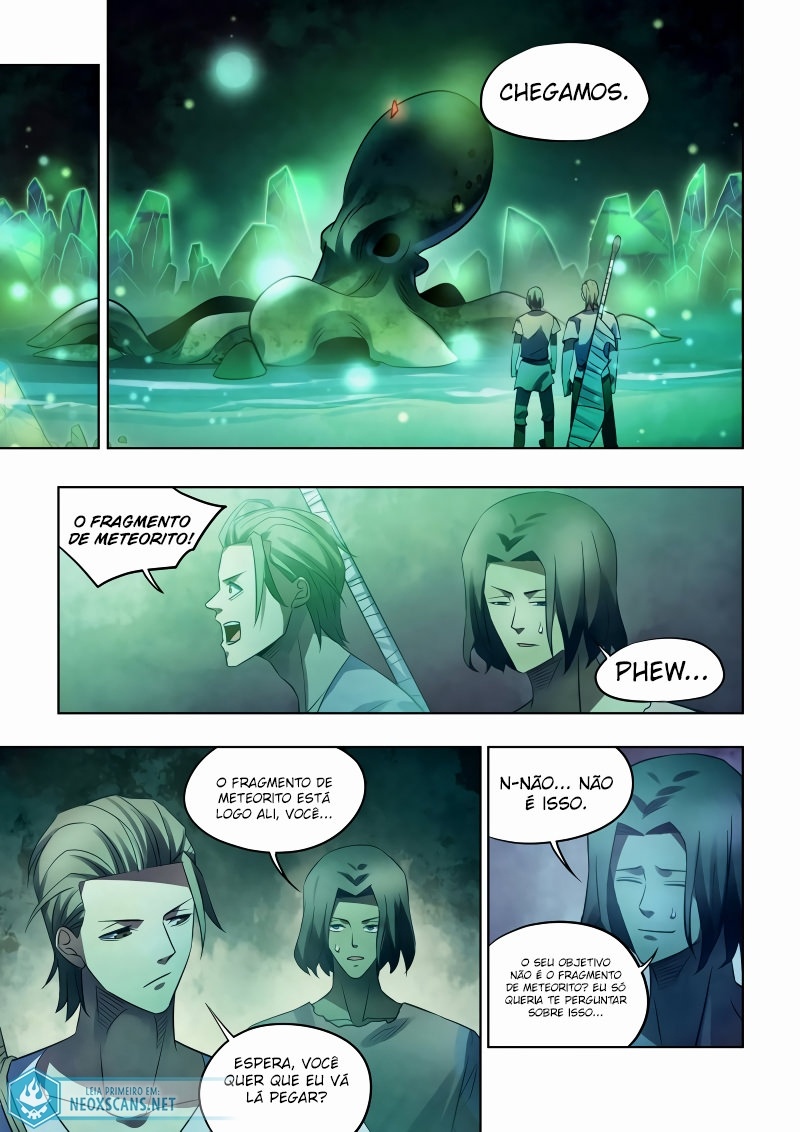 CHEGAMOS.
O FRAGMENTO
DE
METEORITO!
PHEW...
O FRAGMENTO DE
METEORITO ESTÁ
LOGO ALI, VOCÊ...
ESPERA, VOCÊ
QUER QUE EU VÁ
LÁ PEGAR?
N-NÃO... NÃO
É ISSO.
O SEU OBJETIVO
NÃO É O FRAGMENTO
DE METEORITO? EU SÓ
QUERIA TE PERGUNTAR
SOBRE ISSO...
LEIA PRIMEIRO EM:
NEOXSCANS.NET